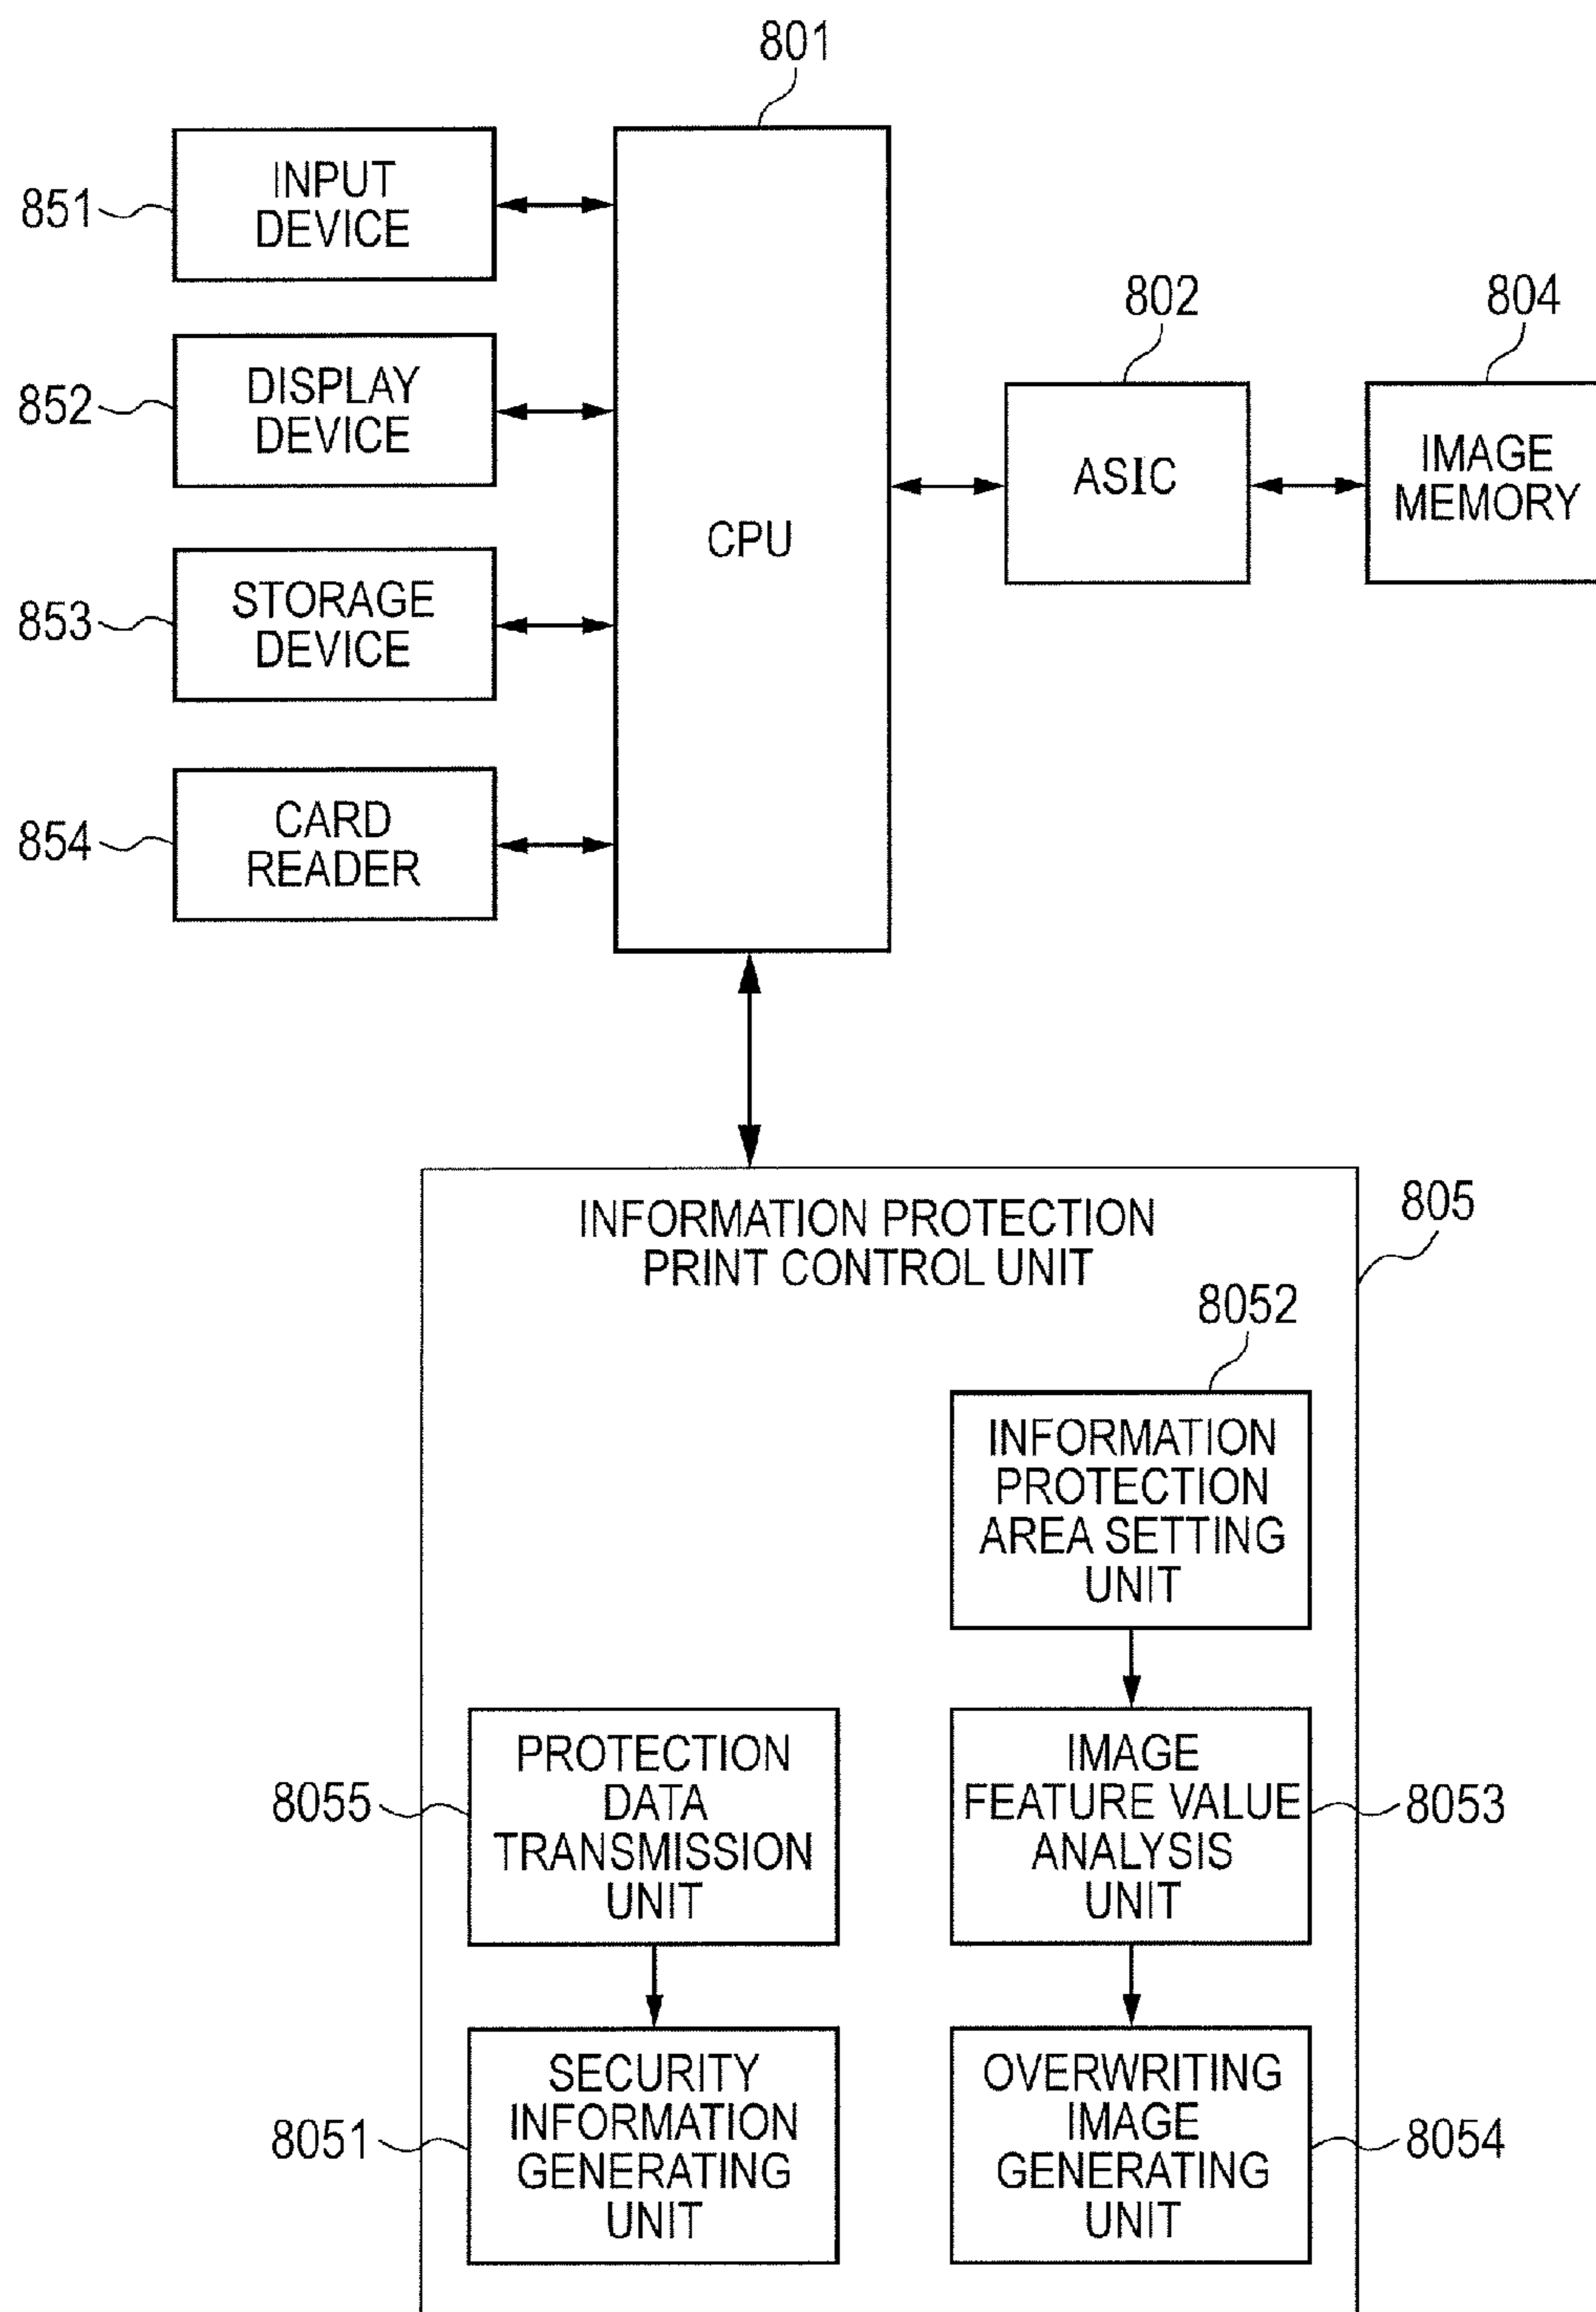 801
851
INPUT
DEVICE
852
DISPLAY
DEVICE
853
STORAGE
DEVICE
854
CARD
READER
CPU
802
ASIC
804
IMAGE
MEMORY
805
INFORMATION PROTECTION
PRINT CONTROL UNIT
8052
INFORMATION
PROTECTION
AREA SETTING
UNIT
8055
PROTECTION
DATA
TRANSMISSION
UNIT
IMAGE
FEATURE VALUE
ANALYSIS
UNIT
8053
8051
SECURITY
INFORMATION
GENERATING
UNIT
OVERWRITING
IMAGE
GENERATING
UNIT
8054